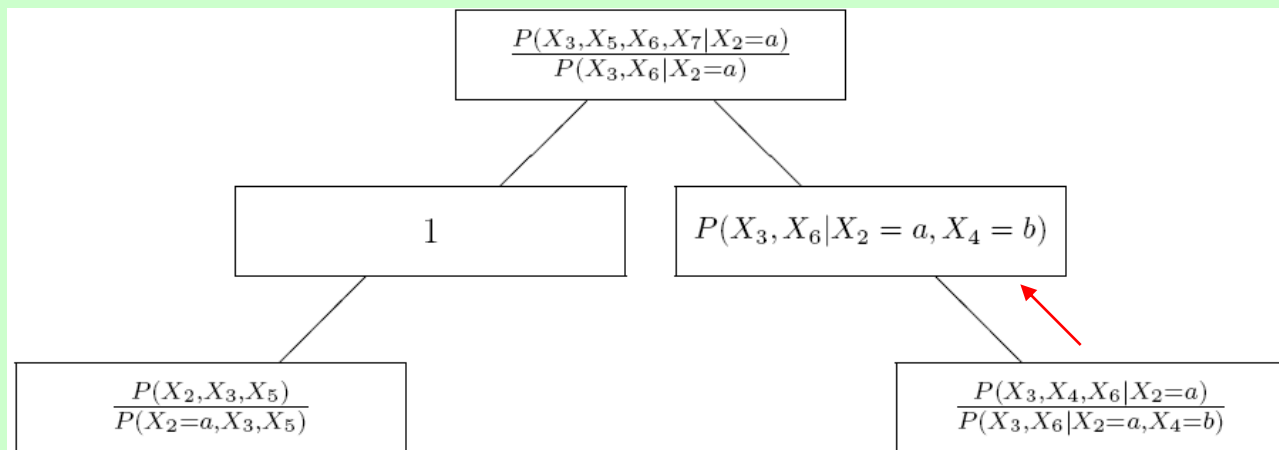 P(X₃,X₅,X₆,X₇|X₂=a)
P(X₃,X₆|X₂=a)
1
P(X₃, X₆|X₂ = a, X₄ = b)
P(X₂,X₃,X₅)
P(X₂=a,X₃,X₅)
P(X₃,X₄,X₆|X₂=a)
P(X₃,X₆|X₂=a,X₄=b)